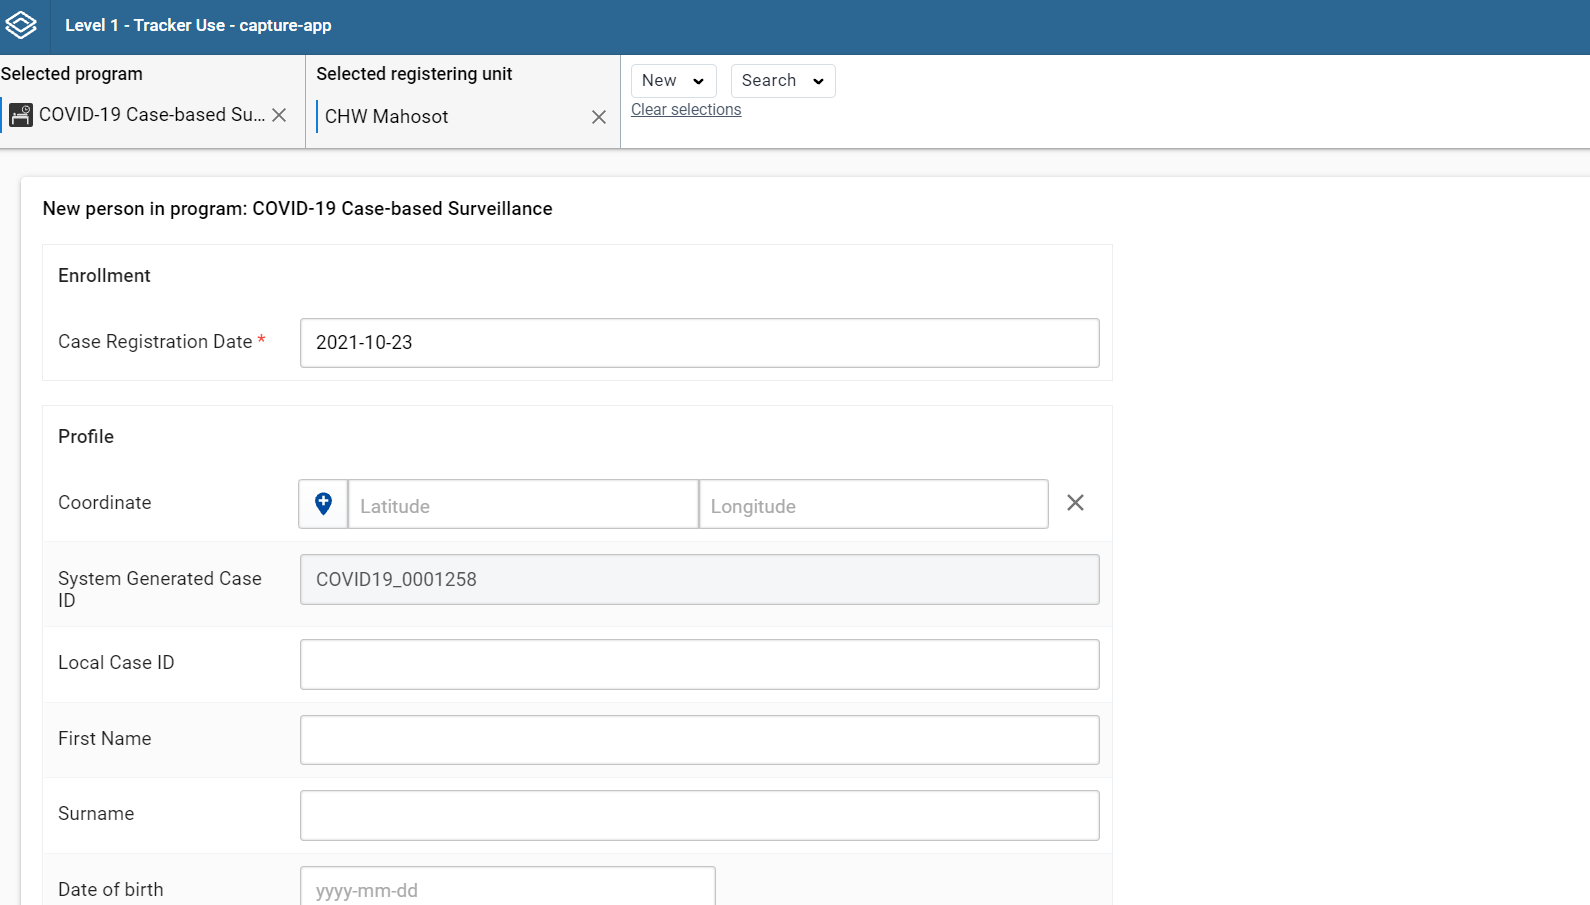 Level 1 - Tracker Use - capture-app
Selected program
COVID-19 Case-based Su...
Selected registering unit
CHW Mahosot
New
Search
Clear selections
New person in program: COVID-19 Case-based Surveillance
Enrollment
Case Registration Date *
2021-10-23
Profile
Coordinate
Latitude
Longitude
System Generated Case
ID
COVID19_0001258
Local Case ID
First Name
Surname
Date of birth
yyyy-mm-dd